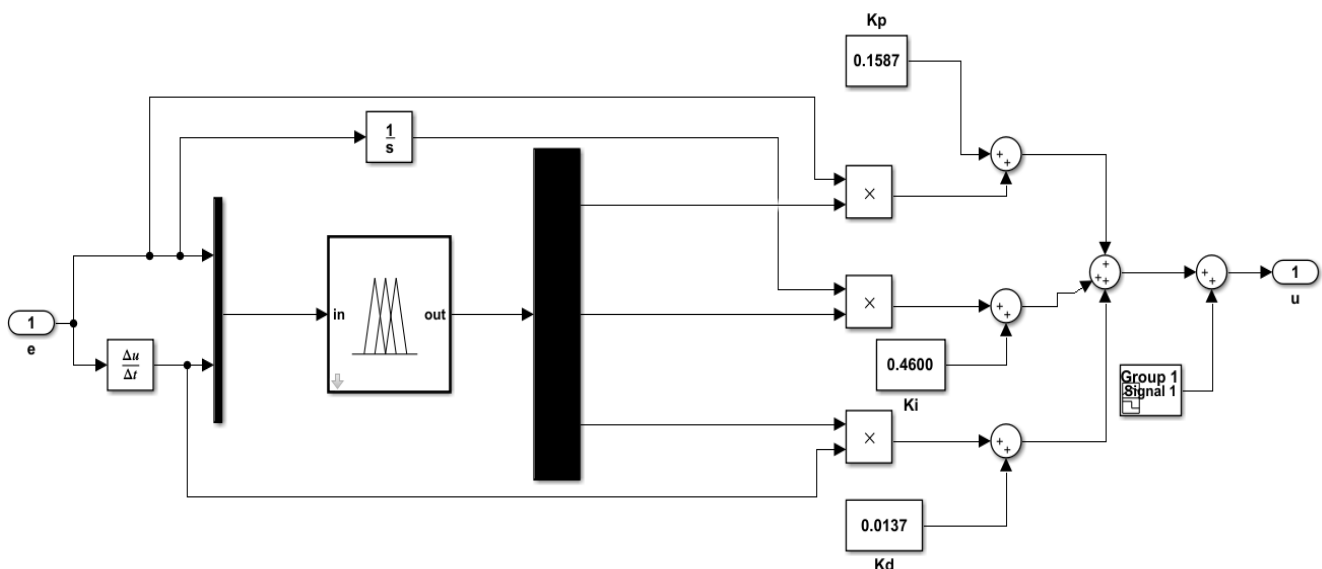 Kp
0.1587
1
s
×
+
+
in
out
1
e
Δu
Δt
×
+
+
0.4600
Ki
+
+
+
+
+
1
u
Group 1
Signal 1
×
+
+
0.0137
Kd